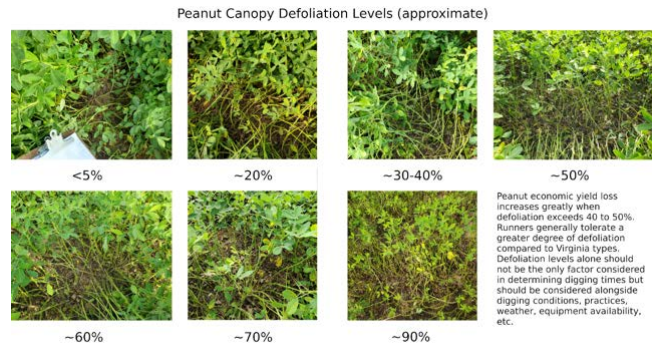 Peanut Canopy Defoliation Levels (approximate)
<5%
~20%
~30-40%
~50%
Peanut economic yield loss
increases greatly when
defoliation exceeds 40 to 50%.
Runners generally tolerate a
greater degree of defoliation
compared to Virginia types.
Defoliation levels alone should
not be the only factor considered
in determining digging times but
should be considered alongside
digging conditions, practices,
weather, equipment availability,
etc.
~60%
~70%
~90%